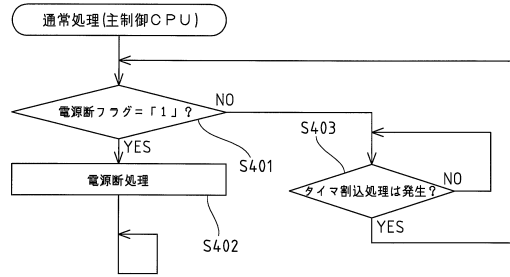 通常処理(主制御CPU)
電源断フラグ=「1」?
NO
S401
YES
電源断処理
S402
S403
タイマ割込処理は発生?
NO
YES